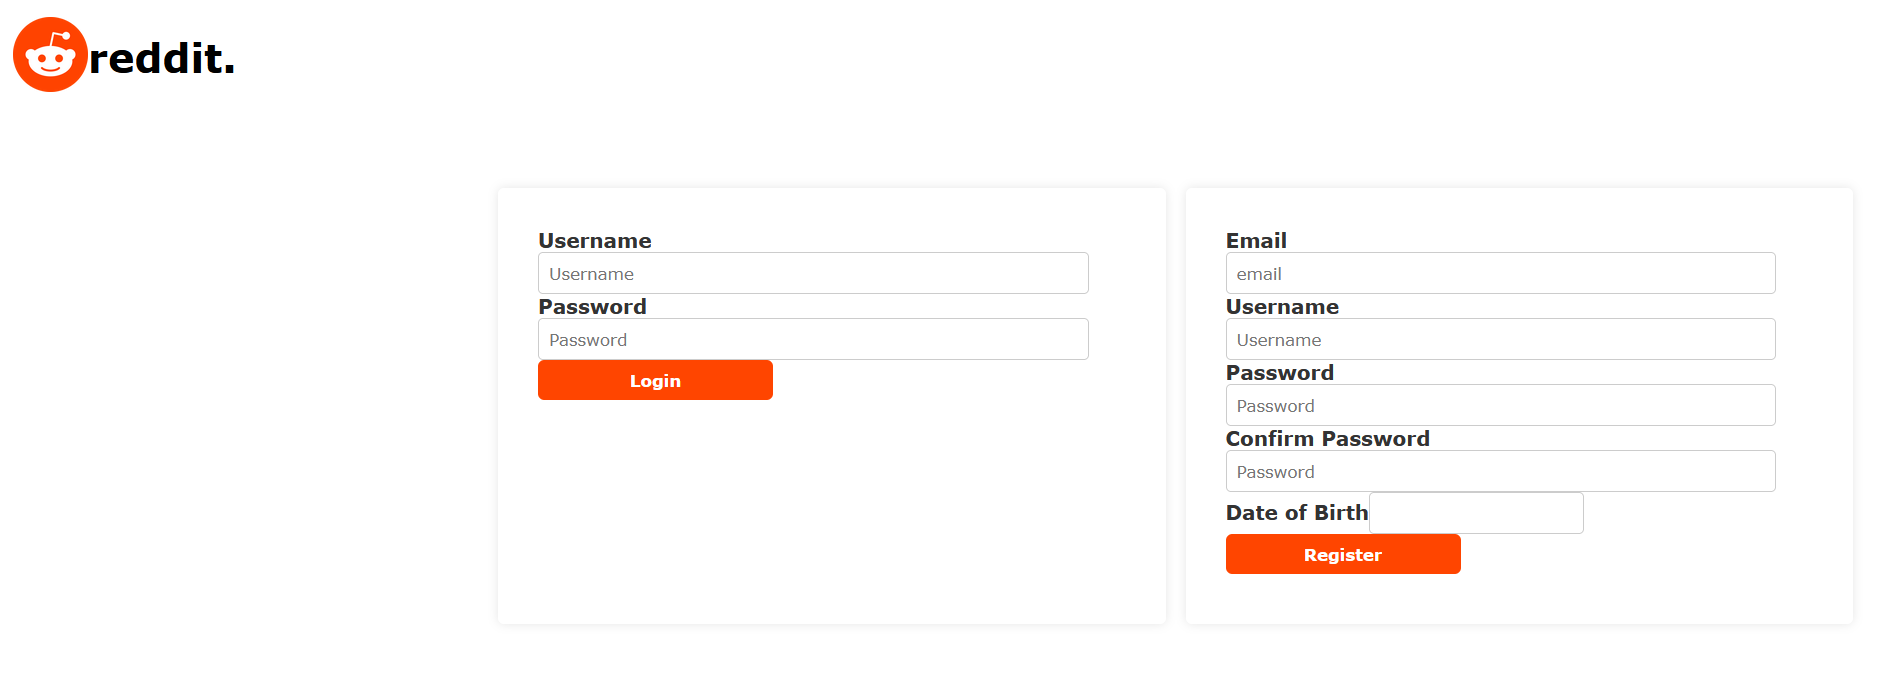 reddit.
Username
Username
Password
Password
Login
Email
email
Username
Username
Password
Password
Confirm Password
Password
Date of Birth
Register